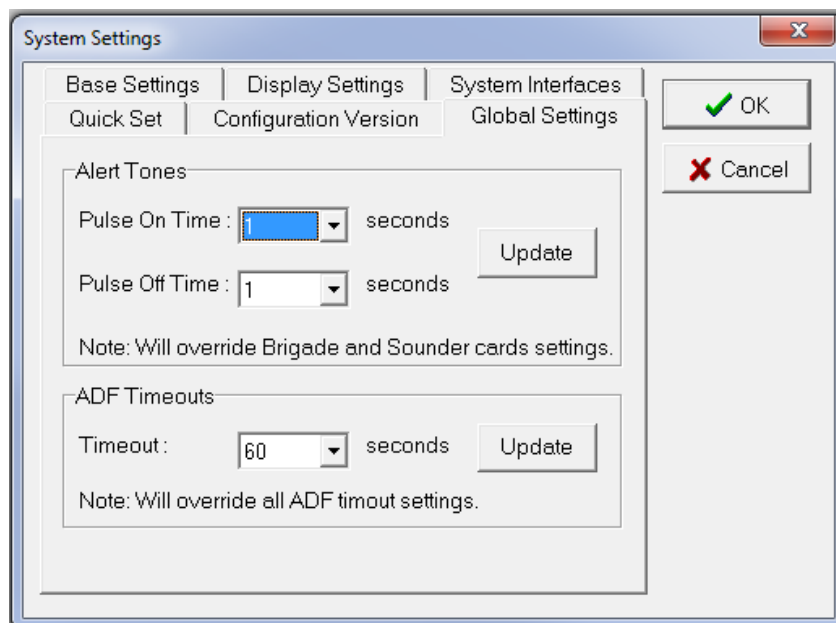 System Settings
Base Settings Display Settings System Interfaces
Quick Set Configuration Version Global Settings
OK
Cancel
Alert Tones
Pulse On Time : 1 seconds
Update
Pulse Off Time : 1 seconds
Note: Will override Brigade and Sounder cards settings.
ADF Timeouts
Timeout : 60 seconds Update
Note: Will override all ADF timout settings.